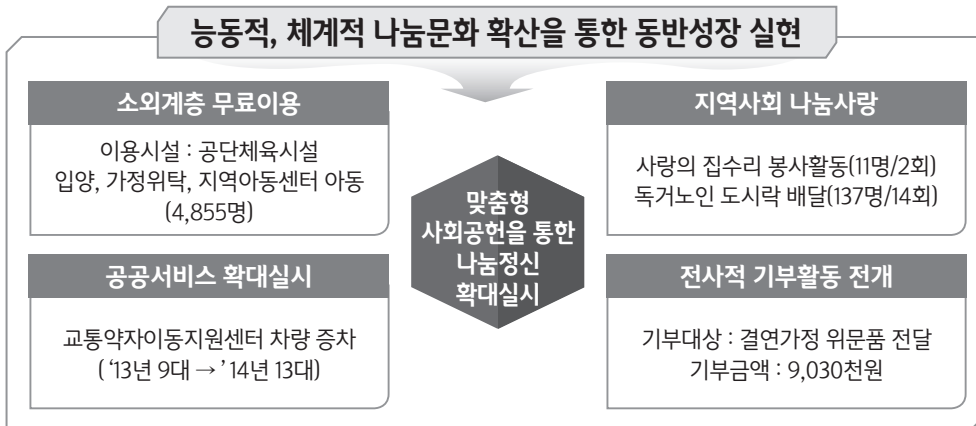 능동적, 체계적 나눔문화 확산을 통한 동반성장 실현
소외계층 무료이용
이용시설 : 공단체육시설
입양, 가정위탁, 지역아동센터 아동
(4,855명)
지역사회 나눔사랑
사랑의 집수리 봉사활동(11명/2회)
독거노인 도시락 배달(137명/14회)
맞춤형
사회공헌을 통한
나눔정신
확대실시
공공서비스 확대실시
교통약자이동지원센터 차량 증차
( ‘13년 9대 → ’ 14년 13대)
전사적 기부활동 전개
기부대상 : 결연가정 위문품 전달
기부금액 : 9,030천원